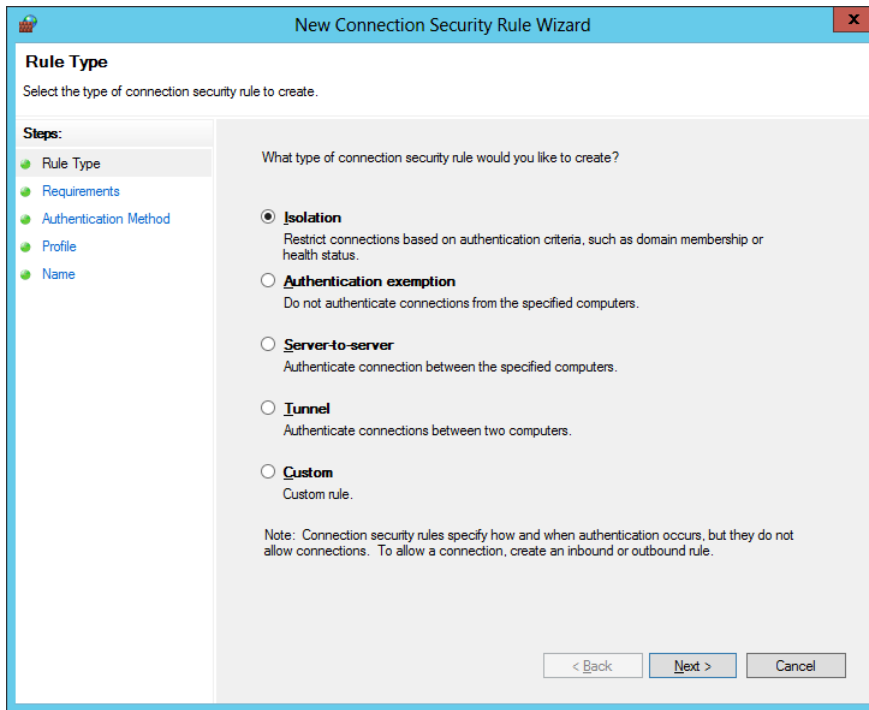 New Connection Security Rule Wizard
x
Rule Type
Select the type of connection security rule to create.
Steps:
Rule Type
Requirements
Authentication Method
Profile
Name
What type of connection security rule would you like to create?
Isolation
Restrict connections based on authentication criteria, such as domain membership or
health status.
Authentication exemption
Do not authenticate connections from the specified computers.
Server-to-server
Authenticate connection between the specified computers.
Tunnel
Authenticate connections between two computers.
Custom
Custom rule.
Note: Connection security rules specify how and when authentication occurs, but they do not
allow connections. To allow a connection, create an inbound or outbound rule.
< Back
Next >
Cancel